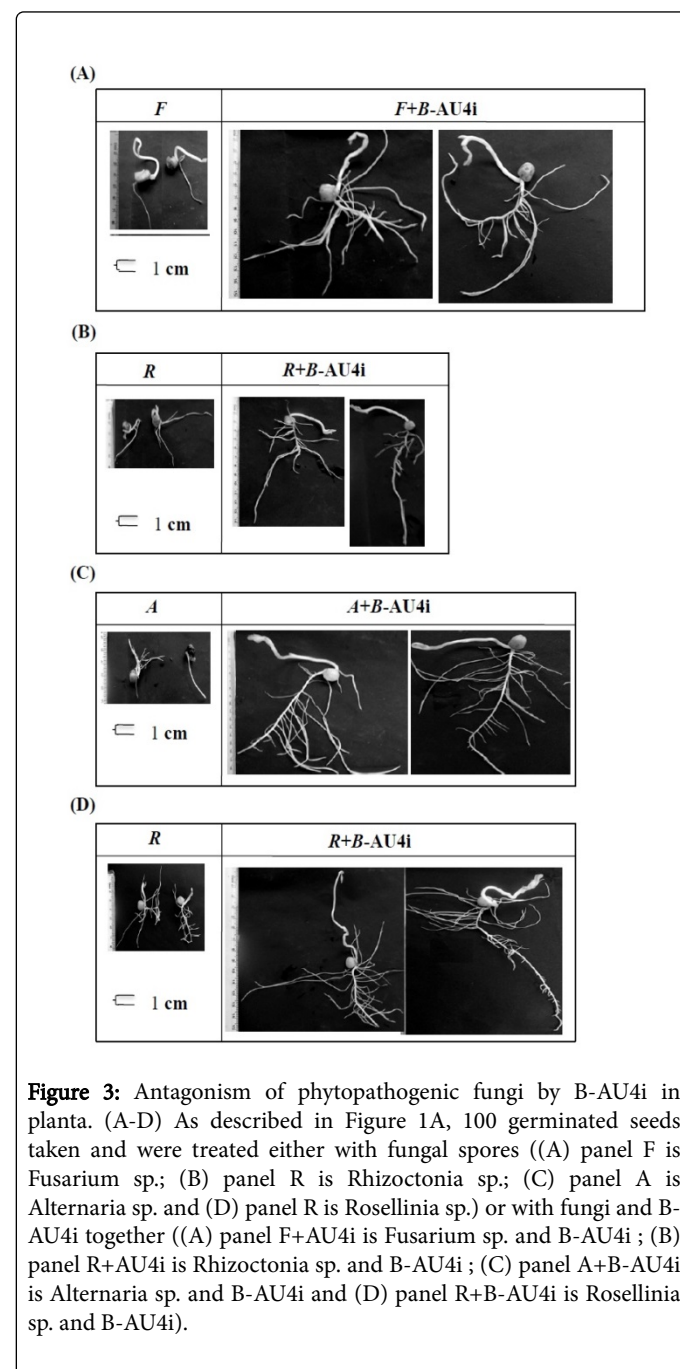 (A)
F F+B-AU4i
1 cm
(B)
R R+B-AU4i
1 cm
(C)
A A+B-AU4i
1 cm
(D)
R R+B-AU4i
1 cm
Figure 3: Antagonism of phytopathogenic fungi by B-AU4i in
planta. (A-D) As described in Figure 1A, 100 germinated seeds
taken and were treated either with fungal spores ((A) panel F is
Fusarium sp.; (B) panel R is Rhizoctonia sp.; (C) panel A is
Alternaria sp. and (D) panel R is Rosellinia sp.) or with fungi and B-
AU4i together ((A) panel F+AU4i is Fusarium sp. and B-AU4i ; (B)
panel R+AU4i is Rhizoctonia sp. and B-AU4i ; (C) panel A+B-AU4i
is Alternaria sp. and B-AU4i and (D) panel R+B-AU4i is Rosellinia
sp. and B-AU4i).